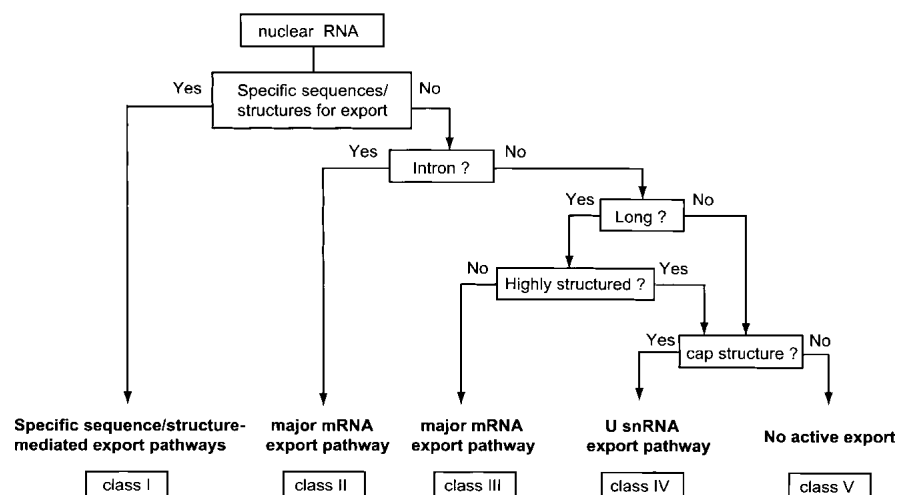 nuclear RNA
Yes
Specific sequences/
structures for export
No
Yes
Intron ?
No
Yes
Long ?
No
No
Highly structured ?
Yes
Yes
cap structure ?
No
Specific sequence/structure-
mediated export pathways
major mRNA
export pathway
major mRNA
export pathway
U snRNA
export pathway
No active export
class I
class II
class III
class IV
class V